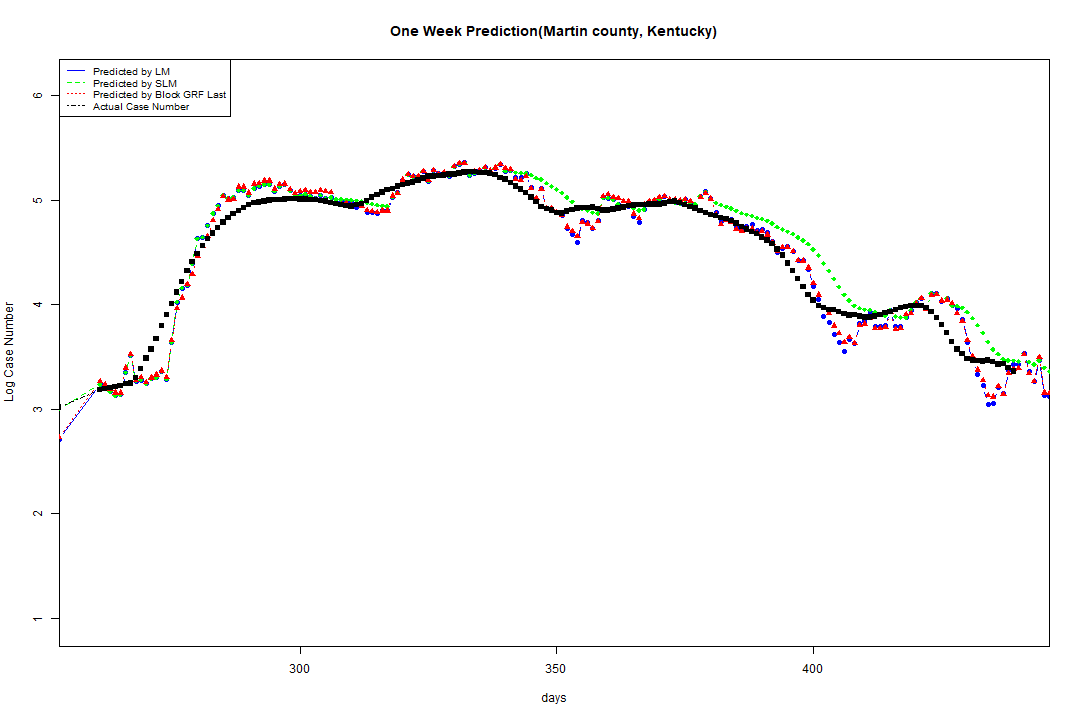 One Week Prediction(Martin county, Kentucky)
Predicted by LM
Predicted by SLM
Predicted by Block GRF Last
Actual Case Number
6
5
4
3
2
1
Log Case Number
300 350 400
days